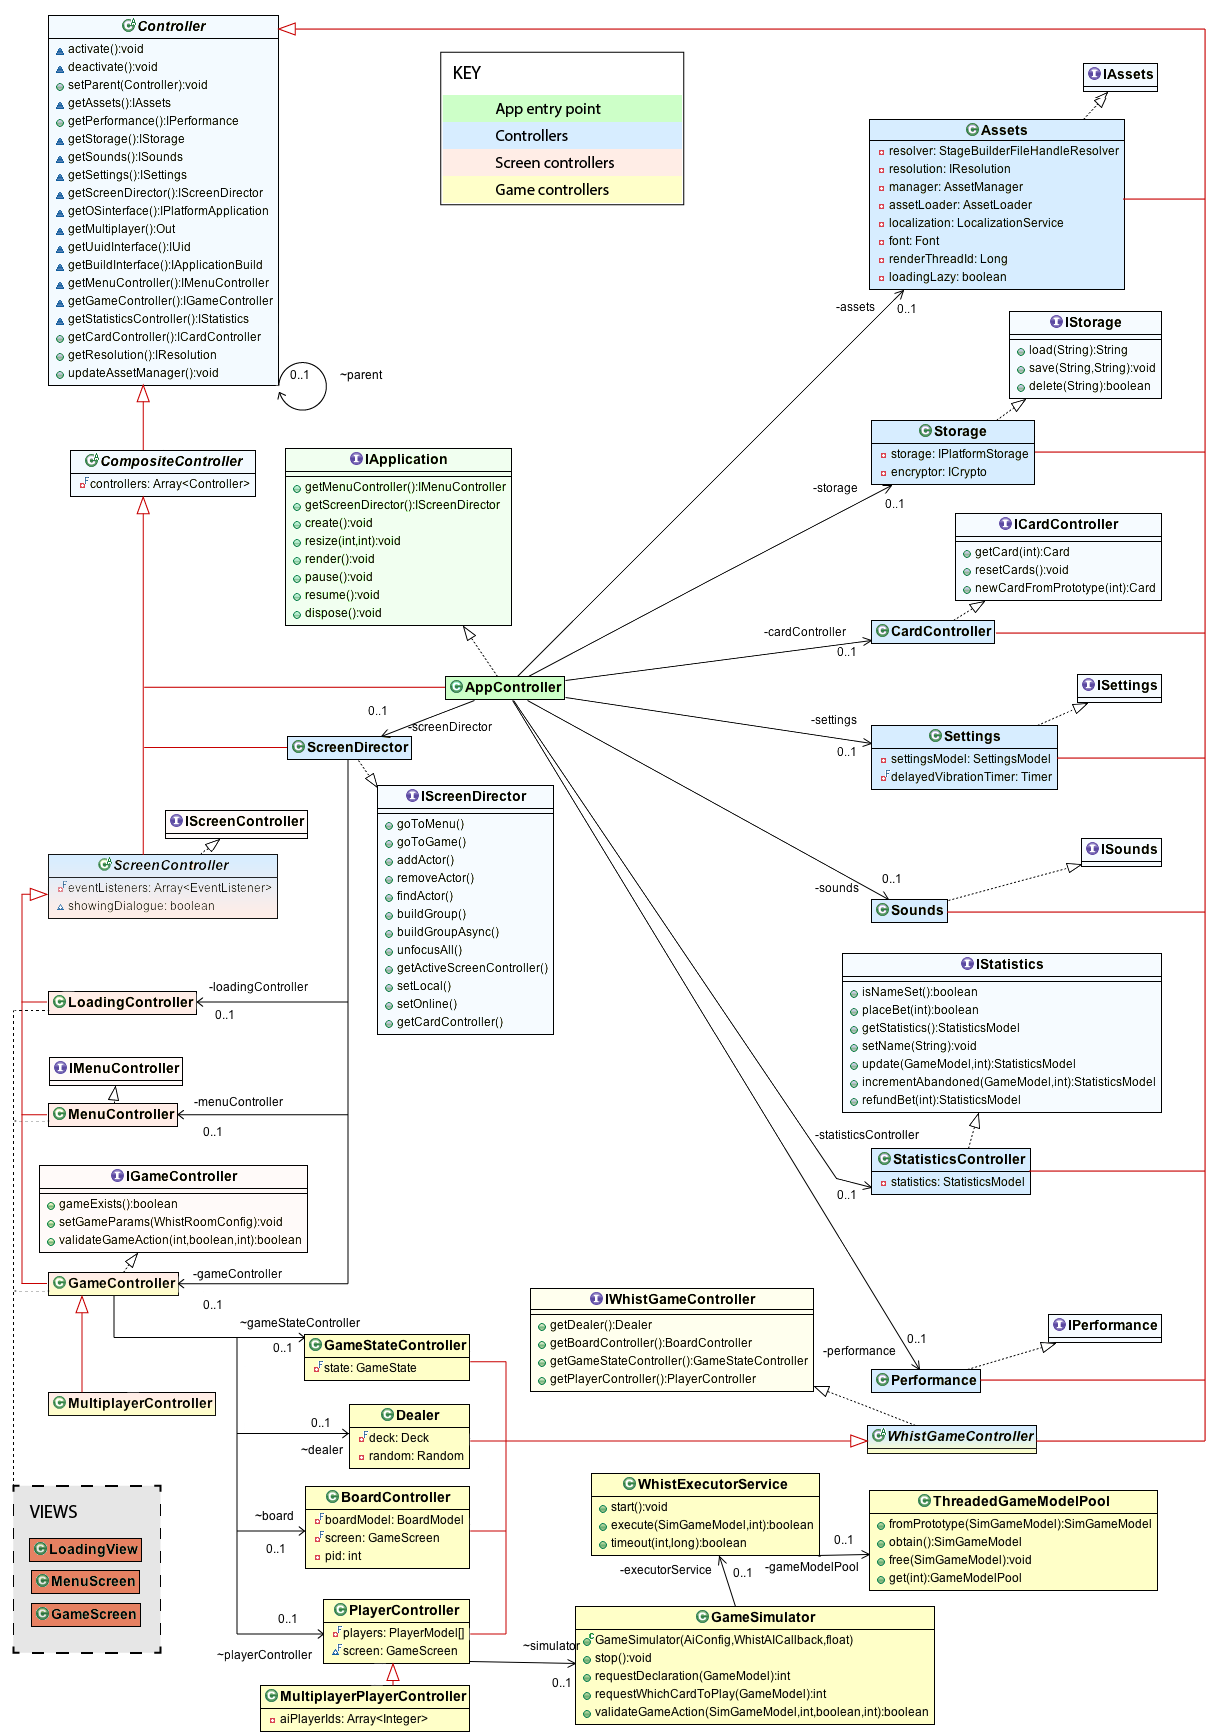 Controller
activate():void
deactivate():void
setParent(Controller):void
getAssets():IAssets
getPerformance():IPerformance
getStorage():IStorage
getSounds():ISounds
getSettings():ISettings
getScreenDirector():IScreenDirector
getOSinterface():IPlatformApplication
getMultiplayer():Out
getUuidInterface():IUid
getBuildInterface():IApplicationBuild
getMenuController():IMenuController
getGameController():IGameController
getStatisticsController():IStatistics
getCardController():ICardController
getResolution():IResolution
updateAssetManager():void
0..1
~parent
KEY
App entry point
Controllers
Screen controllers
Game controllers
IAssets
Assets
resolver: StageBuilderFileHandleResolver
resolution: IResolution
manager: AssetManager
assetLoader: AssetLoader
localization: LocalizationService
font: Font
renderThreadId: Long
loadingLazy: boolean
-assets
0..1
IStorage
load(String):String
save(String,String):void
delete(String):boolean
Storage
storage: IPlatformStorage
encryptor: ICrypto
-storage
0..1
CompositeController
controllers: Array<Controller>
IApplication
getMenuController():IMenuController
getScreenDirector():IScreenDirector
create():void
resize(int,int):void
render():void
pause():void
resume():void
dispose():void
ICardController
getCard(int):Card
resetCards():void
newCardFromPrototype(int):Card
CardController
-cardController
0..1
AppController
0..1
-screenDirector
ScreenDirector
ISettings
Settings
settingsModel: SettingsModel
delayedVibrationTimer: Timer
-settings
0..1
IScreenDirector
goToMenu()
goToGame()
addActor()
removeActor()
findActor()
buildGroup()
buildGroupAsync()
unfocusAll()
getActiveScreenController()
setLocal()
setOnline()
getCardController()
IScreenController
ScreenController
eventListeners: Array<EventListener>
showingDialogue: boolean
ISounds
Sounds
-sounds
0..1
IStatistics
isNameSet():boolean
placeBet(int):boolean
getStatistics():StatisticsModel
setName(String):void
update(GameModel,int):StatisticsModel
incrementAbandoned(GameModel,int):StatisticsModel
refundBet(int):StatisticsModel
-statisticsController
StatisticsController
statistics: StatisticsModel
0..1
LoadingController
-loadingController
0..1
IMenuController
MenuController
-menuController
0..1
IGameController
gameExists():boolean
setGameParams(WhistRoomConfig):void
validateGameAction(int,boolean,int):boolean
GameController
-gameController
0..1
MultiplayerController
IWhistGameController
getDealer():Dealer
getBoardController():BoardController
getGameStateController():GameStateController
getPlayerController():PlayerController
IPerformance
Performance
-performance
0..1
WhistGameController
~gameStateController
0..1
GameStateController
state: GameState
0..1
~dealer
Dealer
deck: Deck
random: Random
~board
0..1
BoardController
boardModel: BoardModel
screen: GameScreen
pid: int
0..1
~playerController
PlayerController
players: PlayerModel[]
screen: GameScreen
MultiplayerPlayerController
aiPlayerIds: Array<Integer>
WhistExecutorService
start():void
execute(SimGameModel,int):boolean
timeout(int,long):boolean
-executorService
0..1
0..1
-gameModelPool
ThreadedGameModelPool
fromPrototype(SimGameModel):SimGameModel
obtain():SimGameModel
free(SimGameModel):void
get(int):GameModelPool
~simulator
0..1
GameSimulator
GameSimulator(AiConfig,WhistAICallback,float)
stop():void
requestDeclaration(GameModel):int
requestWhichCardToPlay(GameModel):int
validateGameAction(SimGameModel,int,boolean,int):boolean
VIEWS
LoadingView
MenuScreen
GameScreen